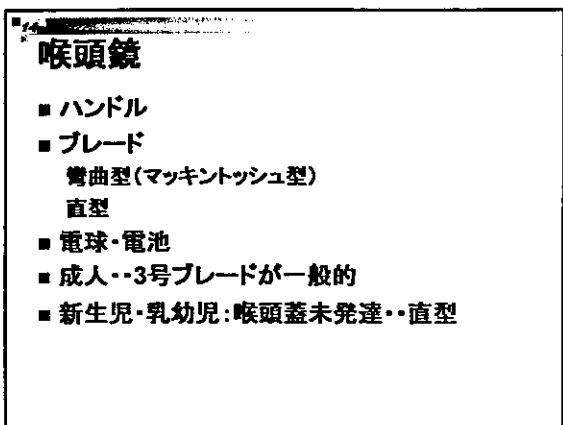 14
喉頭鏡
■ ハンドル
■ ブレード
彎曲型(マッキントッシュ型)
直型
■ 電球・電池
■ 成人・・3号ブレードが一般的
■ 新生児・乳幼児:喉頭蓋未発達・・直型